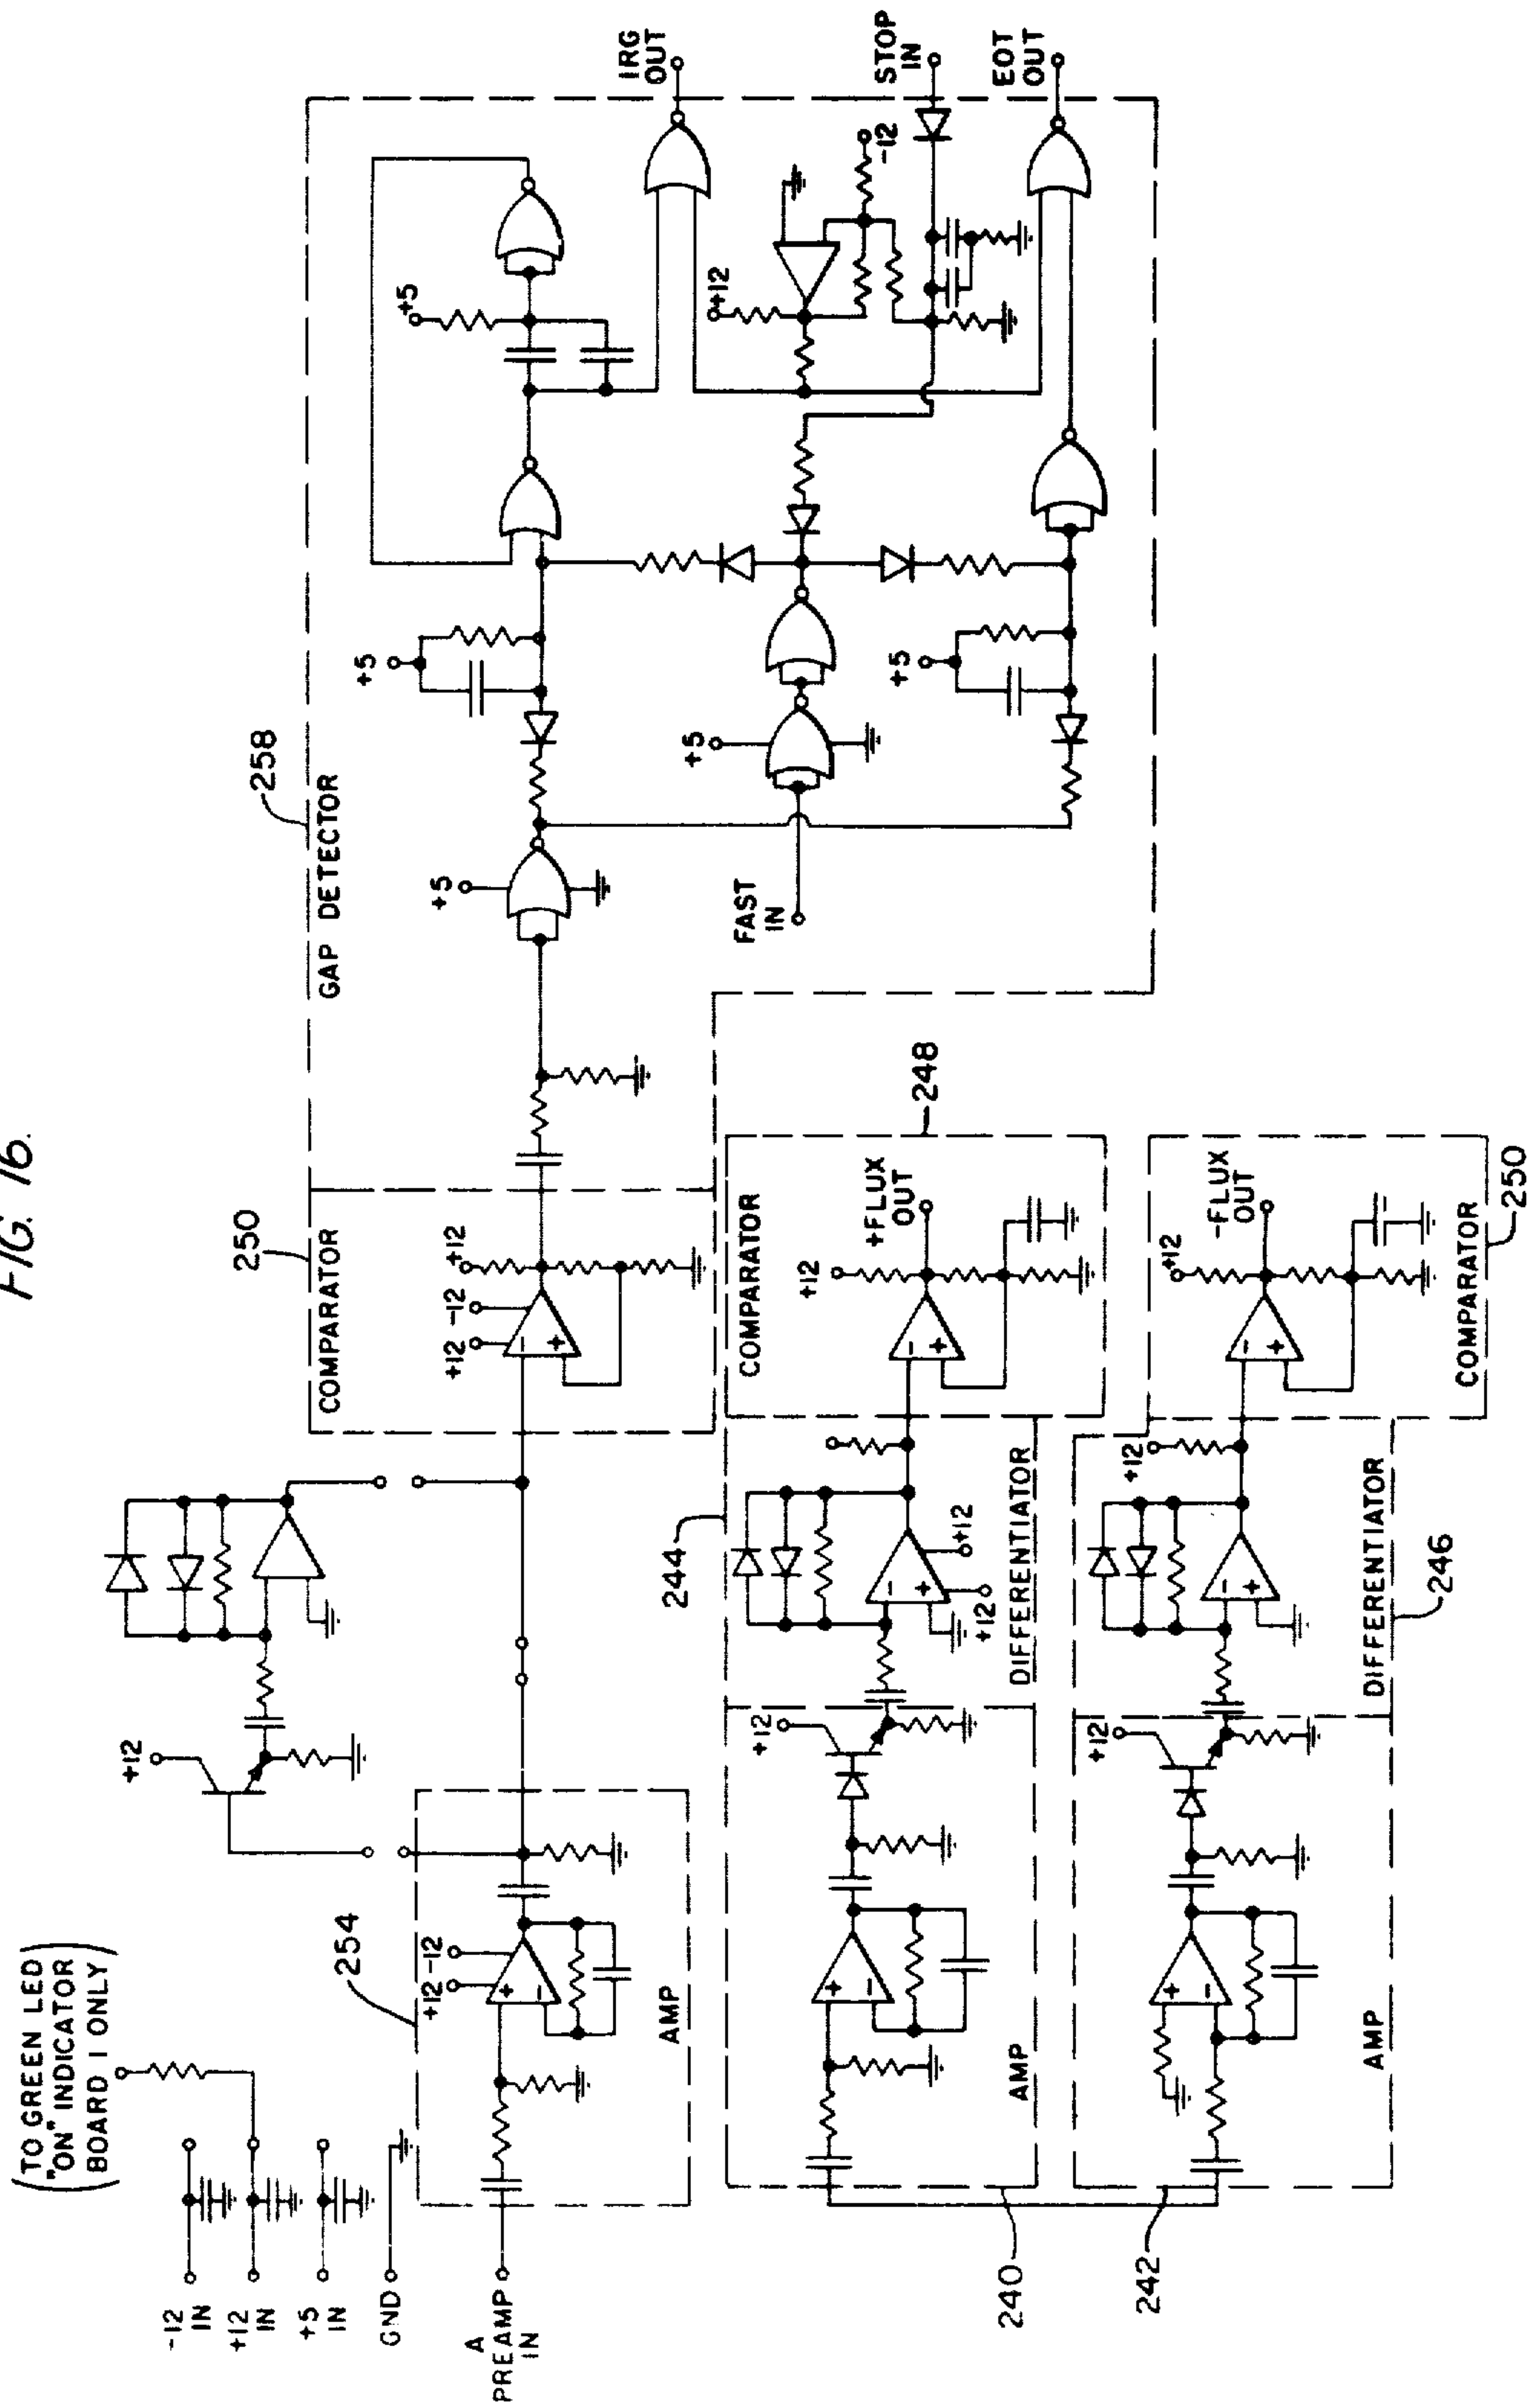 FIG. 16.
(TO GREEN LED
"ON" INDICATOR
BOARD 1 ONLY)
-12
IN
+12
IN
+5
IN
GND
A
PREAMP
IN
254
+12
-12
AMP
+12
250
COMPARATOR
+12
-12
+12
258
GAP DETECTOR
+5
+5
+5
IRG
OUT
FAST
IN
+5
+5
+12
-12
STOP
IN
EOT
OUT
240
AMP
+12
244
DIFFERENTIATOR
+12
+12
COMPARATOR
+12
+FLUX
OUT
248
242
AMP
+12
DIFFERENTIATOR
+12
246
COMPARATOR
+12
-FLUX
OUT
250
+
-
+
-
+
-
-
+
-
+
-
+
-
+
-
+